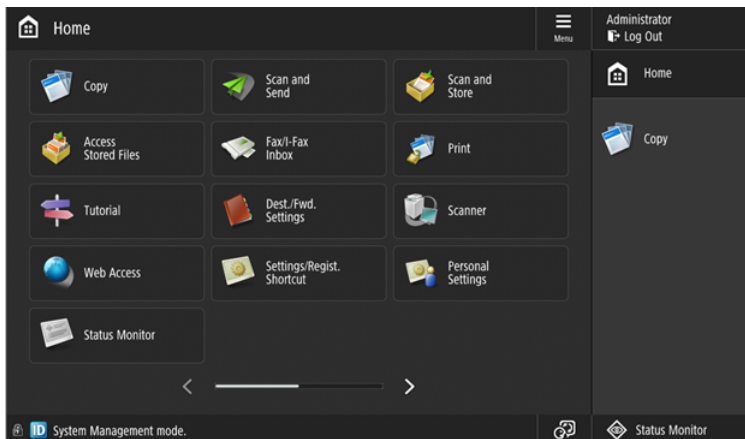 Home
Menu
Administrator
Log Out
Copy
Scan and
Send
Scan and
Store
Home
Access
Stored Files
Fax/I-Fax
Inbox
Print
Copy
Tutorial
Dest./Fwd.
Settings
Scanner
Web Access
Settings/Regist.
Shortcut
Personal
Settings
Status Monitor
ID System Management mode.
Status Monitor